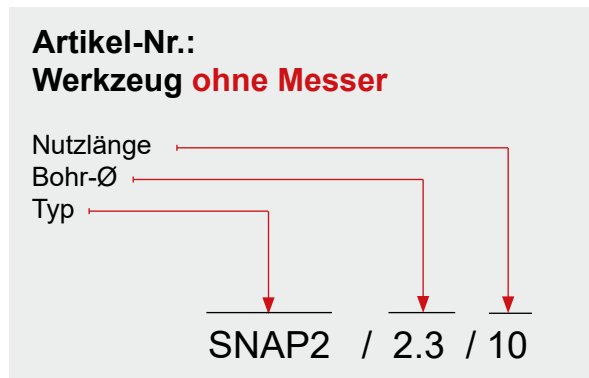 Artikel-Nr.:
Werkzeug ohne Messer
Nutzlänge
Bohr-Ø
Typ
SNAP2 / 2.3 / 10